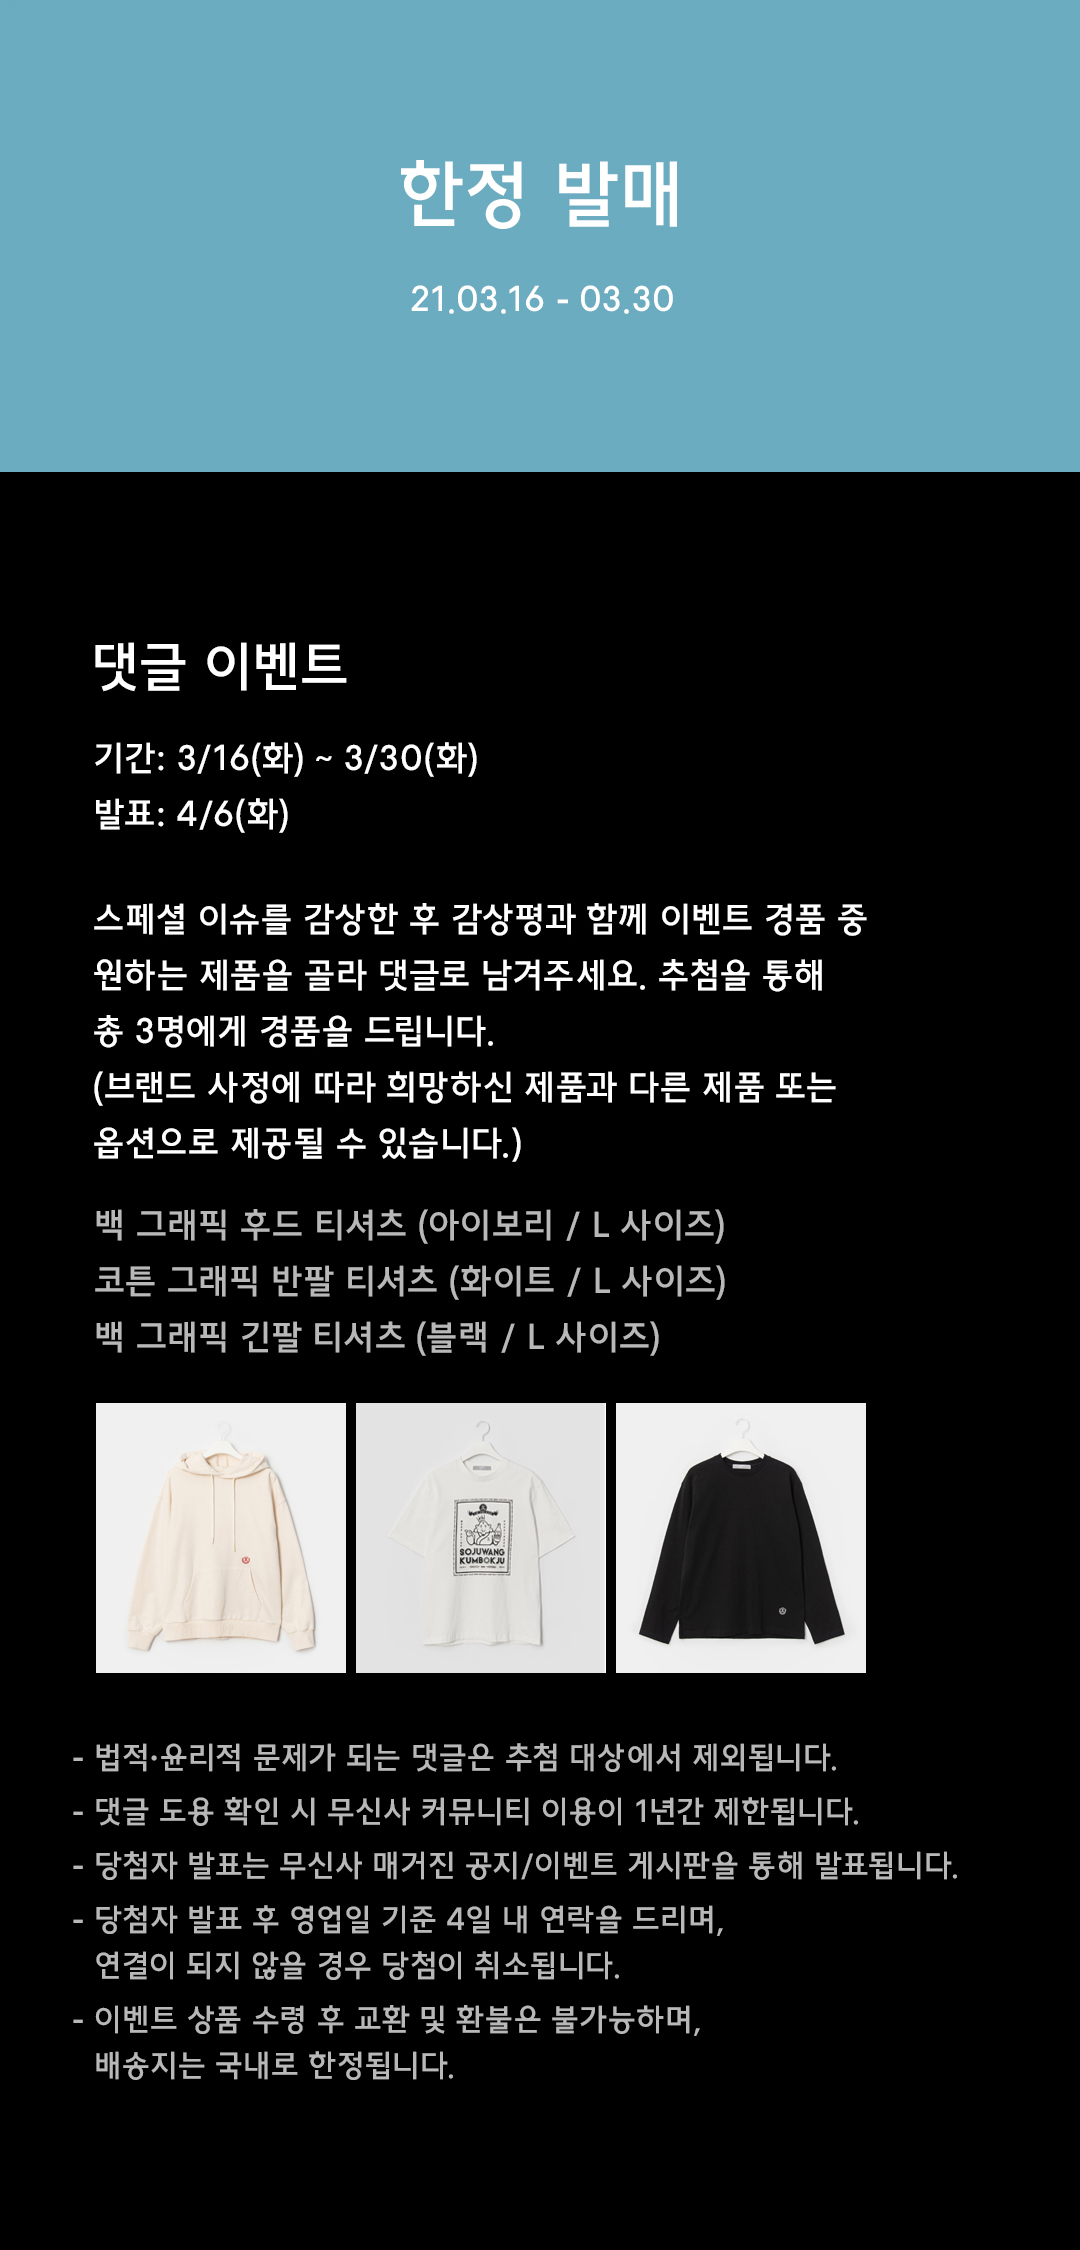 한정 발매
21.03.16 - 03.30
댓글 이벤트
기간: 3/16(화) ~ 3/30(화)
발표: 4/6(화)
스페셜 이슈를 감상한 후 감상평과 함께 이벤트 경품 중
원하는 제품을 골라 댓글로 남겨주세요. 추첨을 통해
총 3명에게 경품을 드립니다.
(브랜드 사정에 따라 희망하신 제품과 다른 제품 또는
옵션으로 제공될 수 있습니다.)
백 그래픽 후드 티셔츠 (아이보리 / L 사이즈)
코튼 그래픽 반팔 티셔츠 (화이트 / L 사이즈)
백 그래픽 긴팔 티셔츠 (블랙 / L 사이즈)
SOJUWANG
KUMBOKJU
- 법적·윤리적 문제가 되는 댓글은 추첨 대상에서 제외됩니다.
- 댓글 도용 확인 시 무신사 커뮤니티 이용이 1년간 제한됩니다.
- 당첨자 발표는 무신사 매거진 공지/이벤트 게시판을 통해 발표됩니다.
- 당첨자 발표 후 영업일 기준 4일 내 연락을 드리며,
연결이 되지 않을 경우 당첨이 취소됩니다.
- 이벤트 상품 수령 후 교환 및 환불은 불가능하며,
배송지는 국내로 한정됩니다.